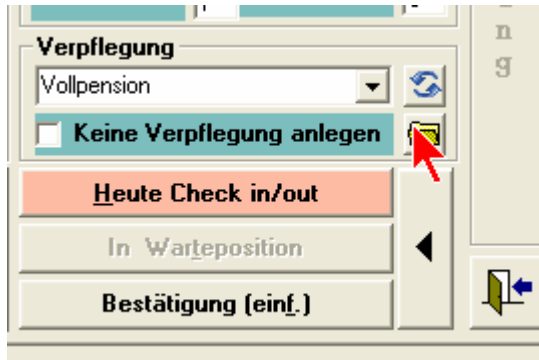 Verpflegung
Vollpension
Keine Verpflegung anlegen
Heute Check in/out
In Warteposition
Bestätigung (einf.)
n
g